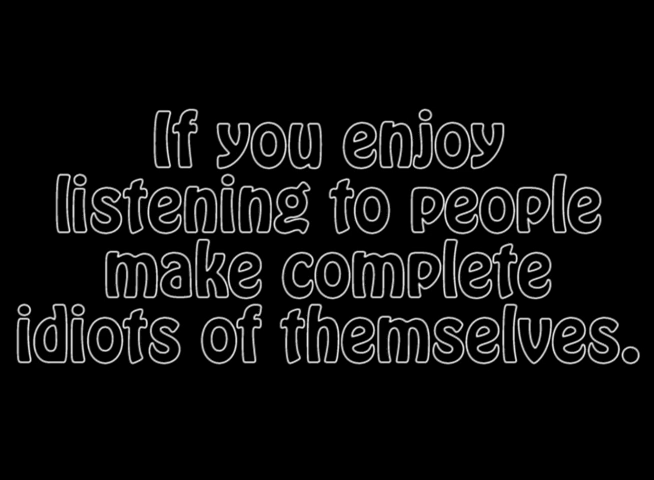 If you enjoy
listening to people
make complete
idiots of themselves.